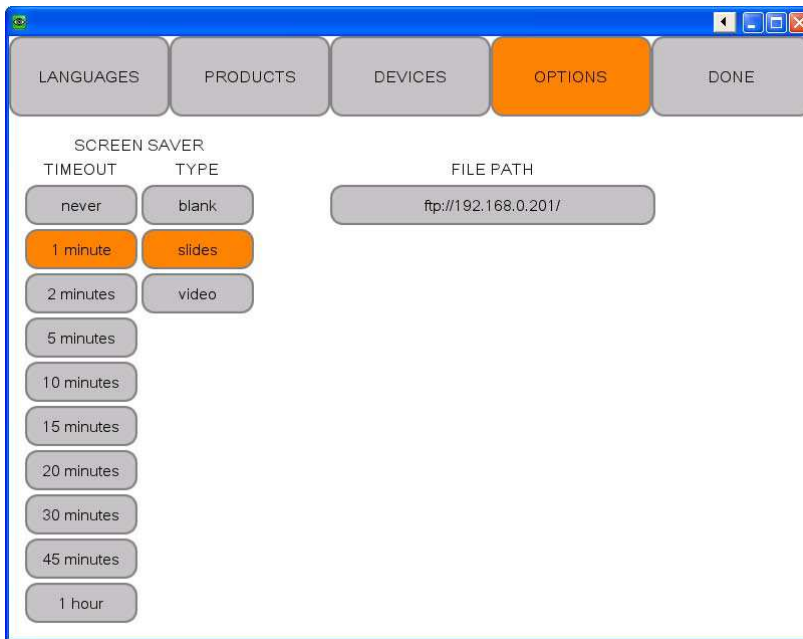 LANGUAGES PRODUCTS DEVICES OPTIONS DONE
SCREEN SAVER
TIMEOUT TYPE FILE PATH
never blank ftp://192.168.0.201/
1 minute slides
2 minutes video
5 minutes
10 minutes
15 minutes
20 minutes
30 minutes
45 minutes
1 hour